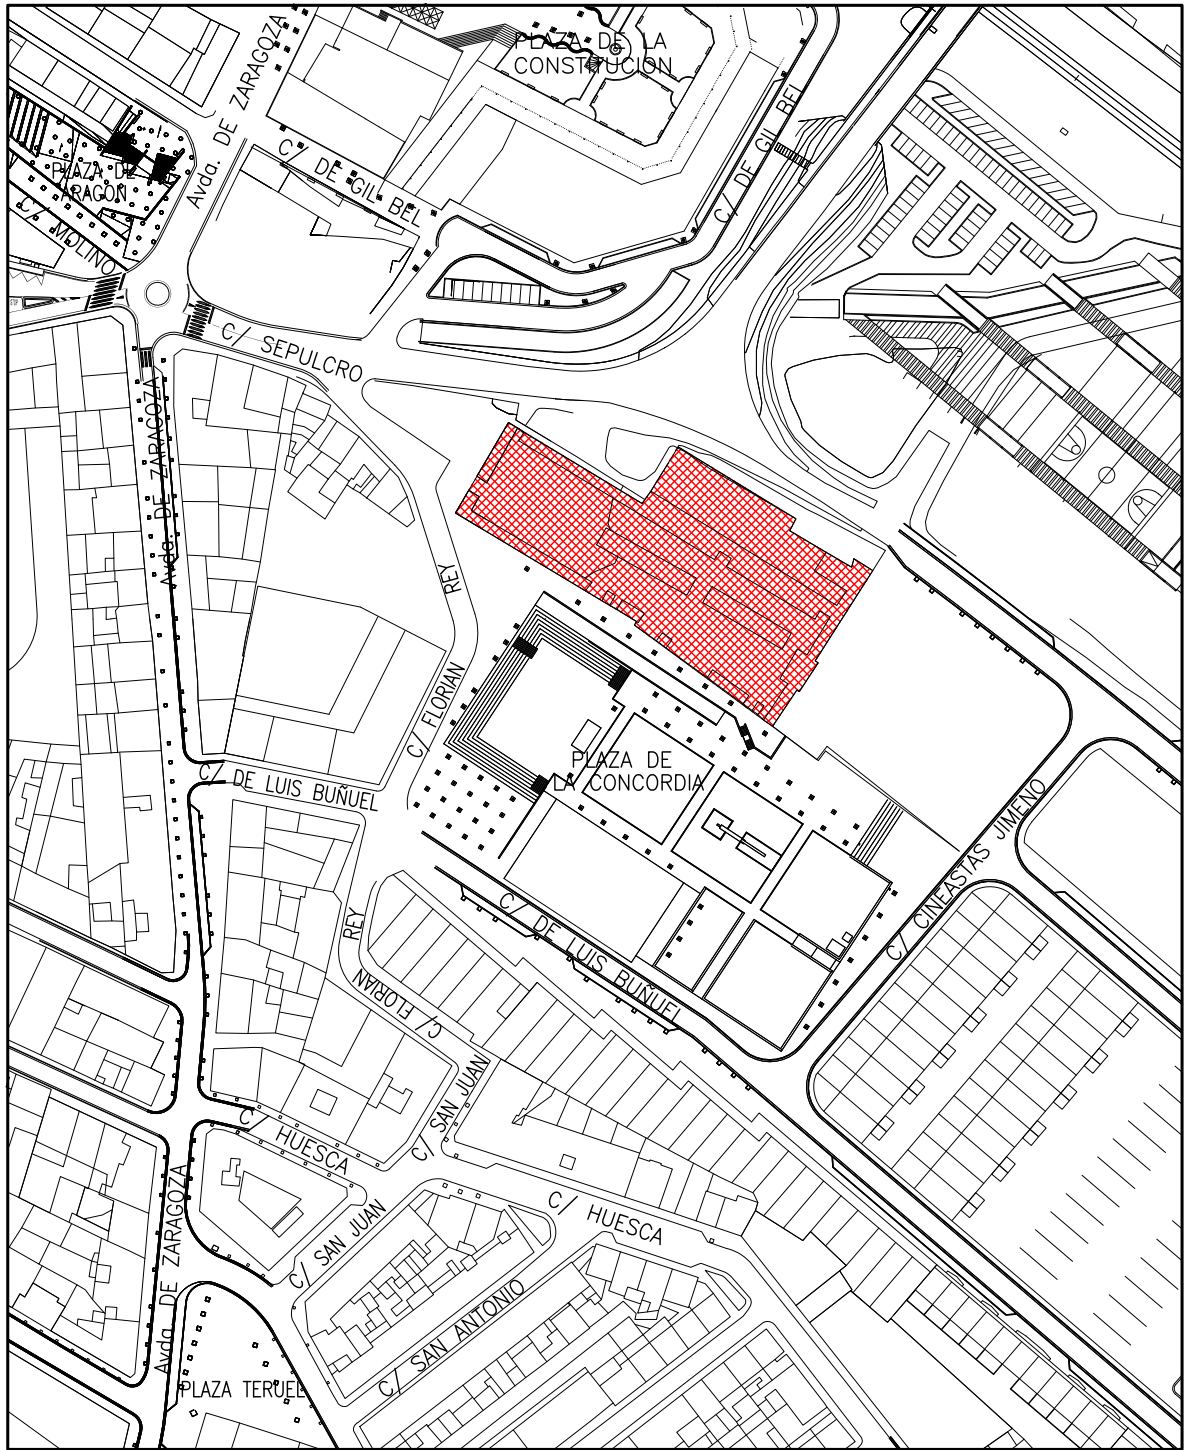 PLAZA DE LA
CONSTITUCION
Avda. DE ZARAGOZA
C/ DE GIL BEL
C/ DE GIL BEL
PLAZA DE
ARAGON
C/ MOLINO
C/ SEPULCRO
Avda. DE ZARAGOZA
C/ FLORIAN REY
PLAZA DE
LA CONCORDIA
C/ DE LUIS BUÑUEL
C/ CINEASTAS JIMENO
C/ DE LUIS BUÑUEL
C/ FLORIAN REY
C/ SAN JUAN
C/ HUESCA
C/ HUESCA
C/ SAN JUAN
Avda. DE ZARAGOZA
C/ SAN ANTONIO
PLAZA TERUEL